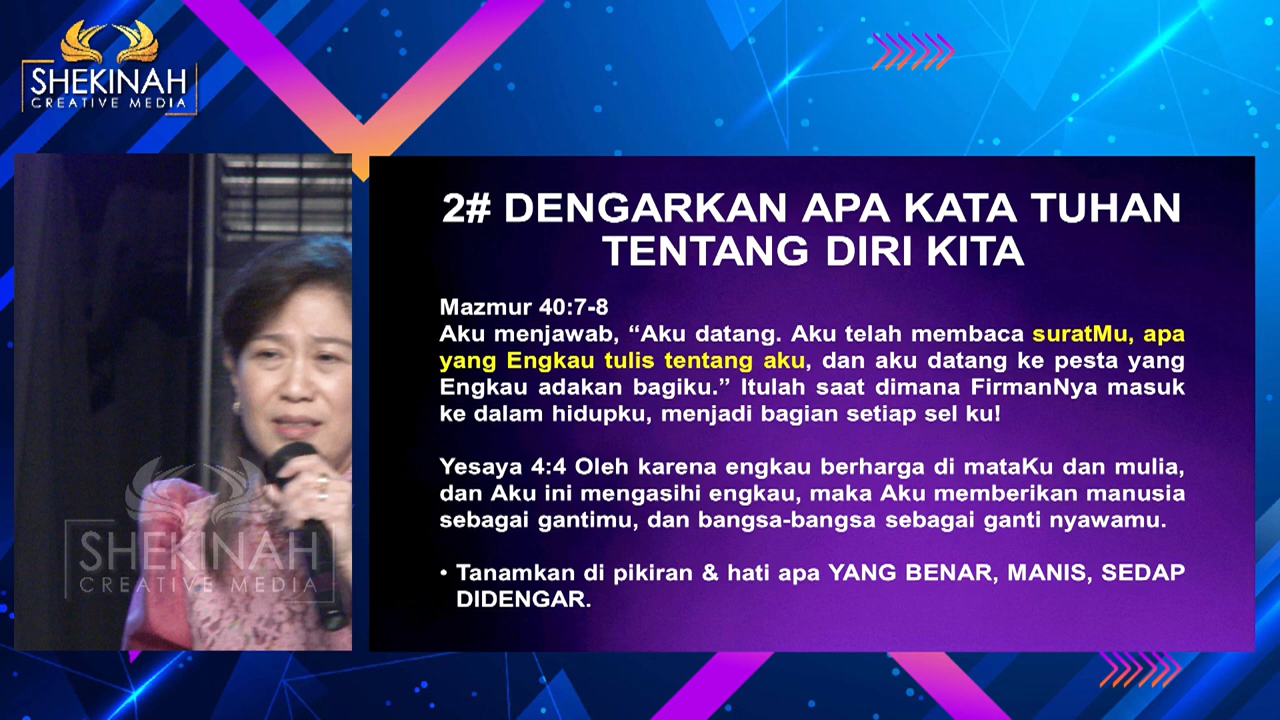 SHEKINAH
CREATIVE MEDIA
2# DENGARKAN APA KATA TUHAN
TENTANG DIRI KITA
Mazmur 40:7-8
Aku menjawab, “Aku datang. Aku telah membaca suratMu, apa
yang Engkau tulis tentang aku, dan aku datang ke pesta yang
Engkau adakan bagiku.” Itulah saat dimana FirmanNya masuk
ke dalam hidupku, menjadi bagian setiap sel ku!
Yesaya 4:4 Oleh karena engkau berharga di mataKu dan mulia,
dan Aku ini mengasihi engkau, maka Aku memberikan manusia
sebagai gantimu, dan bangsa-bangsa sebagai ganti nyawamu.
• Tanamkan di pikiran & hati apa YANG BENAR, MANIS, SEDAP
DIDENGAR.
SHEKINAH
CREATIVE MEDIA